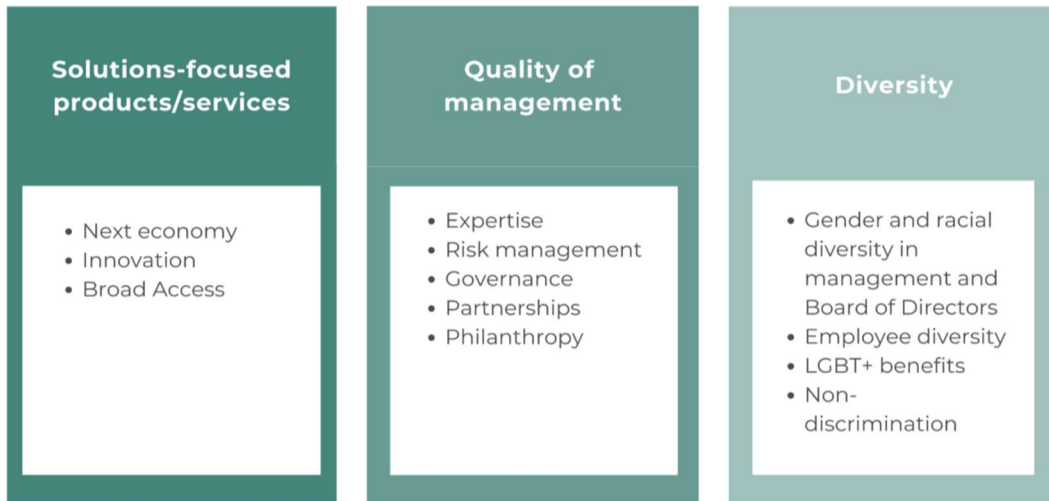 Solutions-focused
products/services
• Next economy
• Innovation
• Broad Access
Quality of
management
• Expertise
• Risk management
• Governance
• Partnerships
• Philanthropy
Diversity
• Gender and racial
diversity in
management and
Board of Directors
• Employee diversity
• LGBT+ benefits
• Non-
discrimination